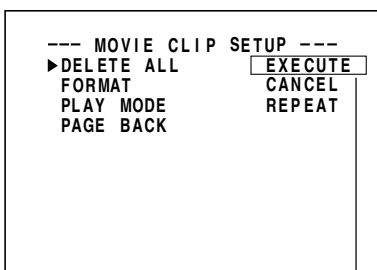 --- MOVIE CLIP SETUP ---
▶DELETE ALL EXECUTE
FORMAT CANCEL
PLAY MODE REPEAT
PAGE BACK